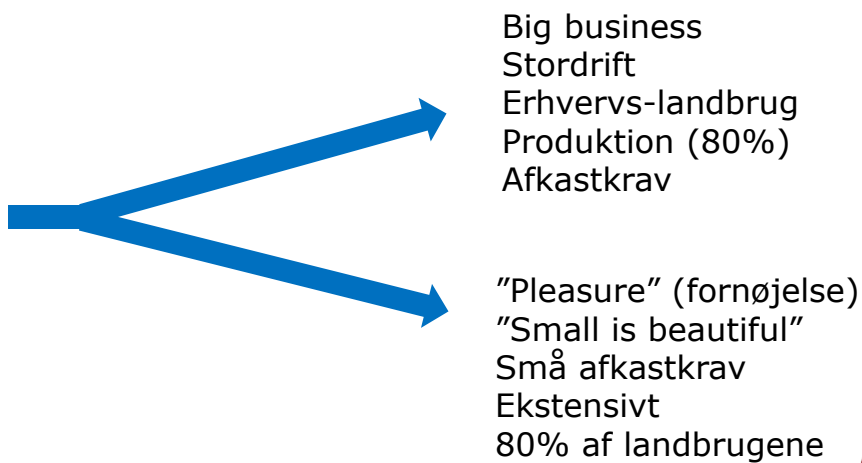 Big business
Stordrift
Erhvervs-landbrug
Produktion (80%)
Afkastkrav
”Pleasure” (fornøjelse)
”Small is beautiful”
Små afkastkrav
Ekstensivt
80% af landbrugene